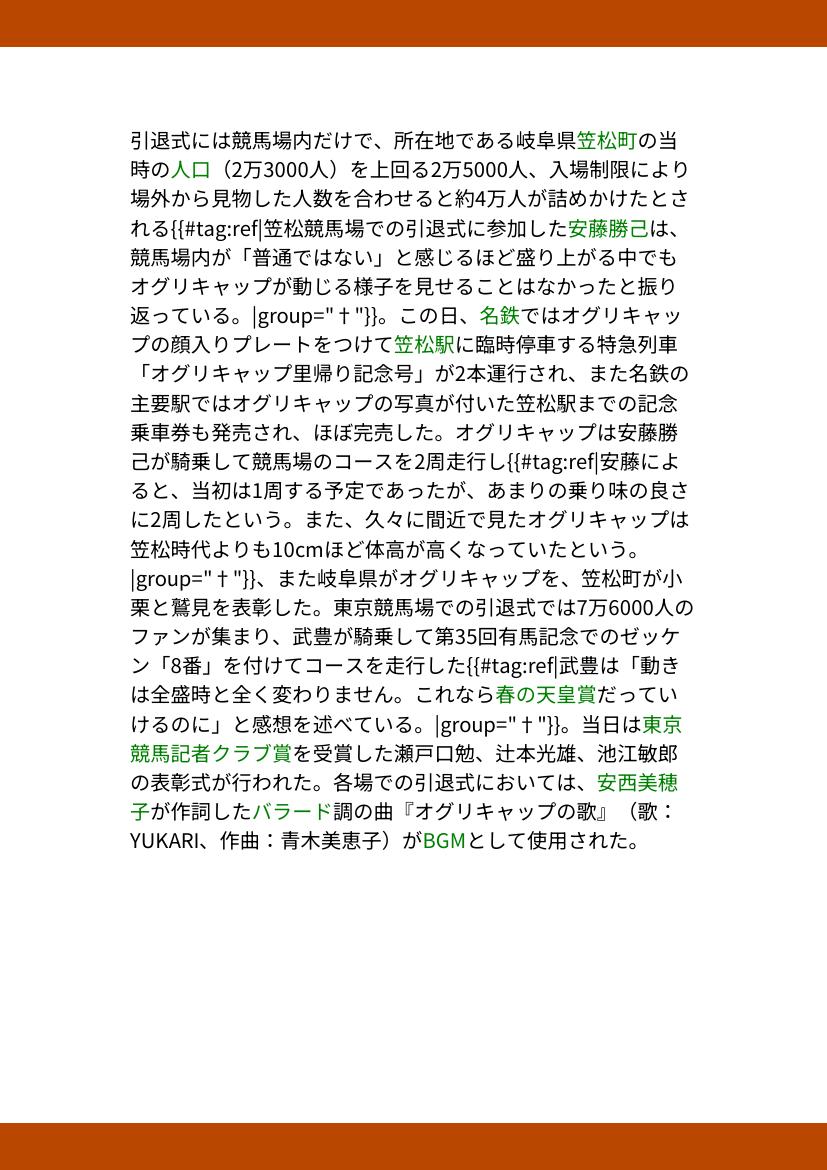 引退式には競馬場内だけで、所在地である岐阜県笠松町の当
時の人口（2万3000人）を上回る2万5000人、入場制限により
場外から見物した人数を合わせると約4万人が詰めかけたとさ
れる{{#tag:ref|笠松競馬場での引退式に参加した安藤勝己は、
競馬場内が「普通ではない」と感じるほど盛り上がる中でも
オグリキャップが動じる様子を見せることはなかったと振り
返っている。|group="†"}}。この日、名鉄ではオグリキャッ
プの顔入りプレートをつけて笠松駅に臨時停車する特急列車
「オグリキャップ里帰り記念号」が2本運行され、また名鉄の
主要駅ではオグリキャップの写真が付いた笠松駅までの記念
乗車券も発売され、ほぼ完売した。オグリキャップは安藤勝
己が騎乗して競馬場のコースを2周走行し{{#tag:ref|安藤によ
ると、当初は1周する予定であったが、あまりの乗り味の良さ
に2周したという。また、久々に間近で見たオグリキャップは
笠松時代よりも10cmほど体高が高くなっていたという。
|group="†"}}、また岐阜県がオグリキャップを、笠松町が小
栗と鷲見を表彰した。東京競馬場での引退式では7万6000人の
ファンが集まり、武豊が騎乗して第35回有馬記念でのゼッケ
ン「8番」を付けてコースを走行した{{#tag:ref|武豊は「動き
は全盛時と全く変わりません。これなら春の天皇賞だってい
けるのに」と感想を述べている。|group="†"}}。当日は東京
競馬記者クラブ賞を受賞した瀬戸口勉、辻本光雄、池江敏郎
の表彰式が行われた。各場での引退式においては、安西美穂
子が作詞したバラード調の曲『オグリキャップの歌』（歌：
YUKARI、作曲：青木美恵子）がBGMとして使用された。